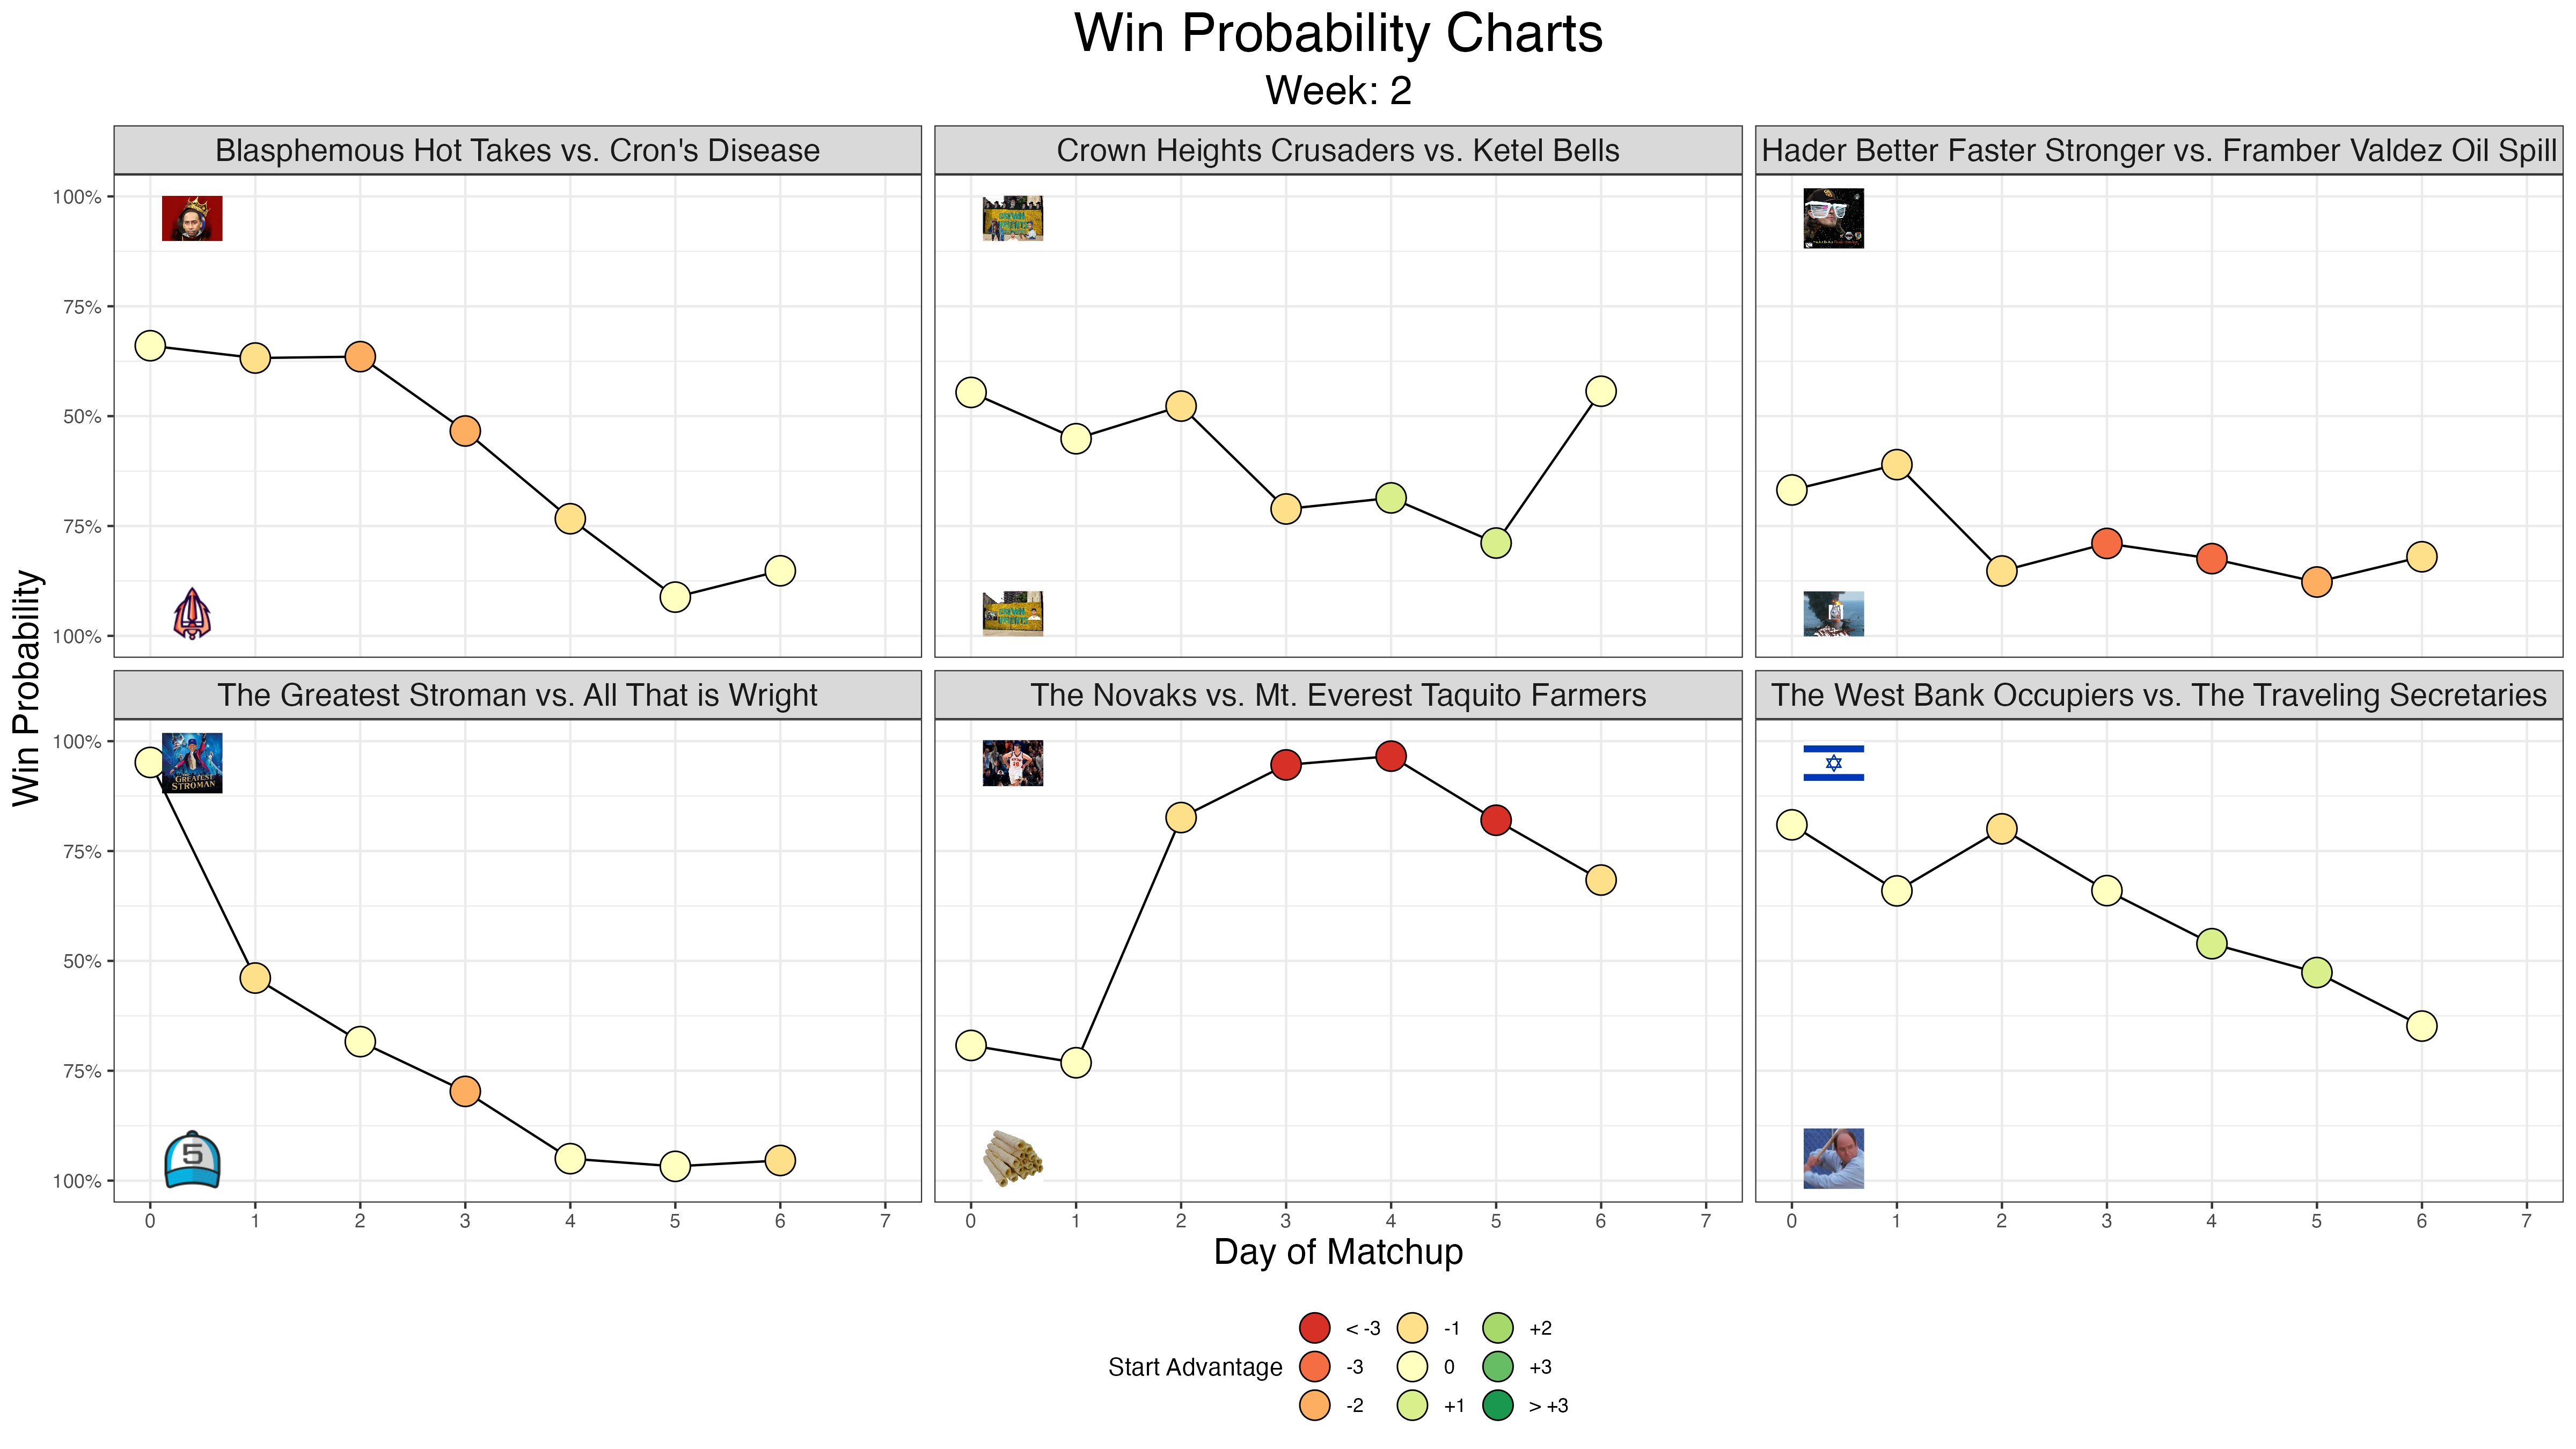 Win Probability Charts
Week: 2
Blasphemous Hot Takes vs. Cron's Disease
Crown Heights Crusaders vs. Ketel Bells
Hader Better Faster Stronger vs. Framber Valdez Oil Spill
100%
75%
50%
75%
100%
Win Probability
The Greatest Stroman vs. All That is Wright
The Novaks vs. Mt. Everest Taquito Farmers
The West Bank Occupiers vs. The Traveling Secretaries
100%
75%
50%
75%
100%
GREATEST
STROMAN
5
0 1 2 3 4 5 6 7
0 1 2 3 4 5 6 7
0 1 2 3 4 5 6 7
Day of Matchup
Start Advantage
< -3
-3
-2
-1
0
+1
+2
+3
> +3